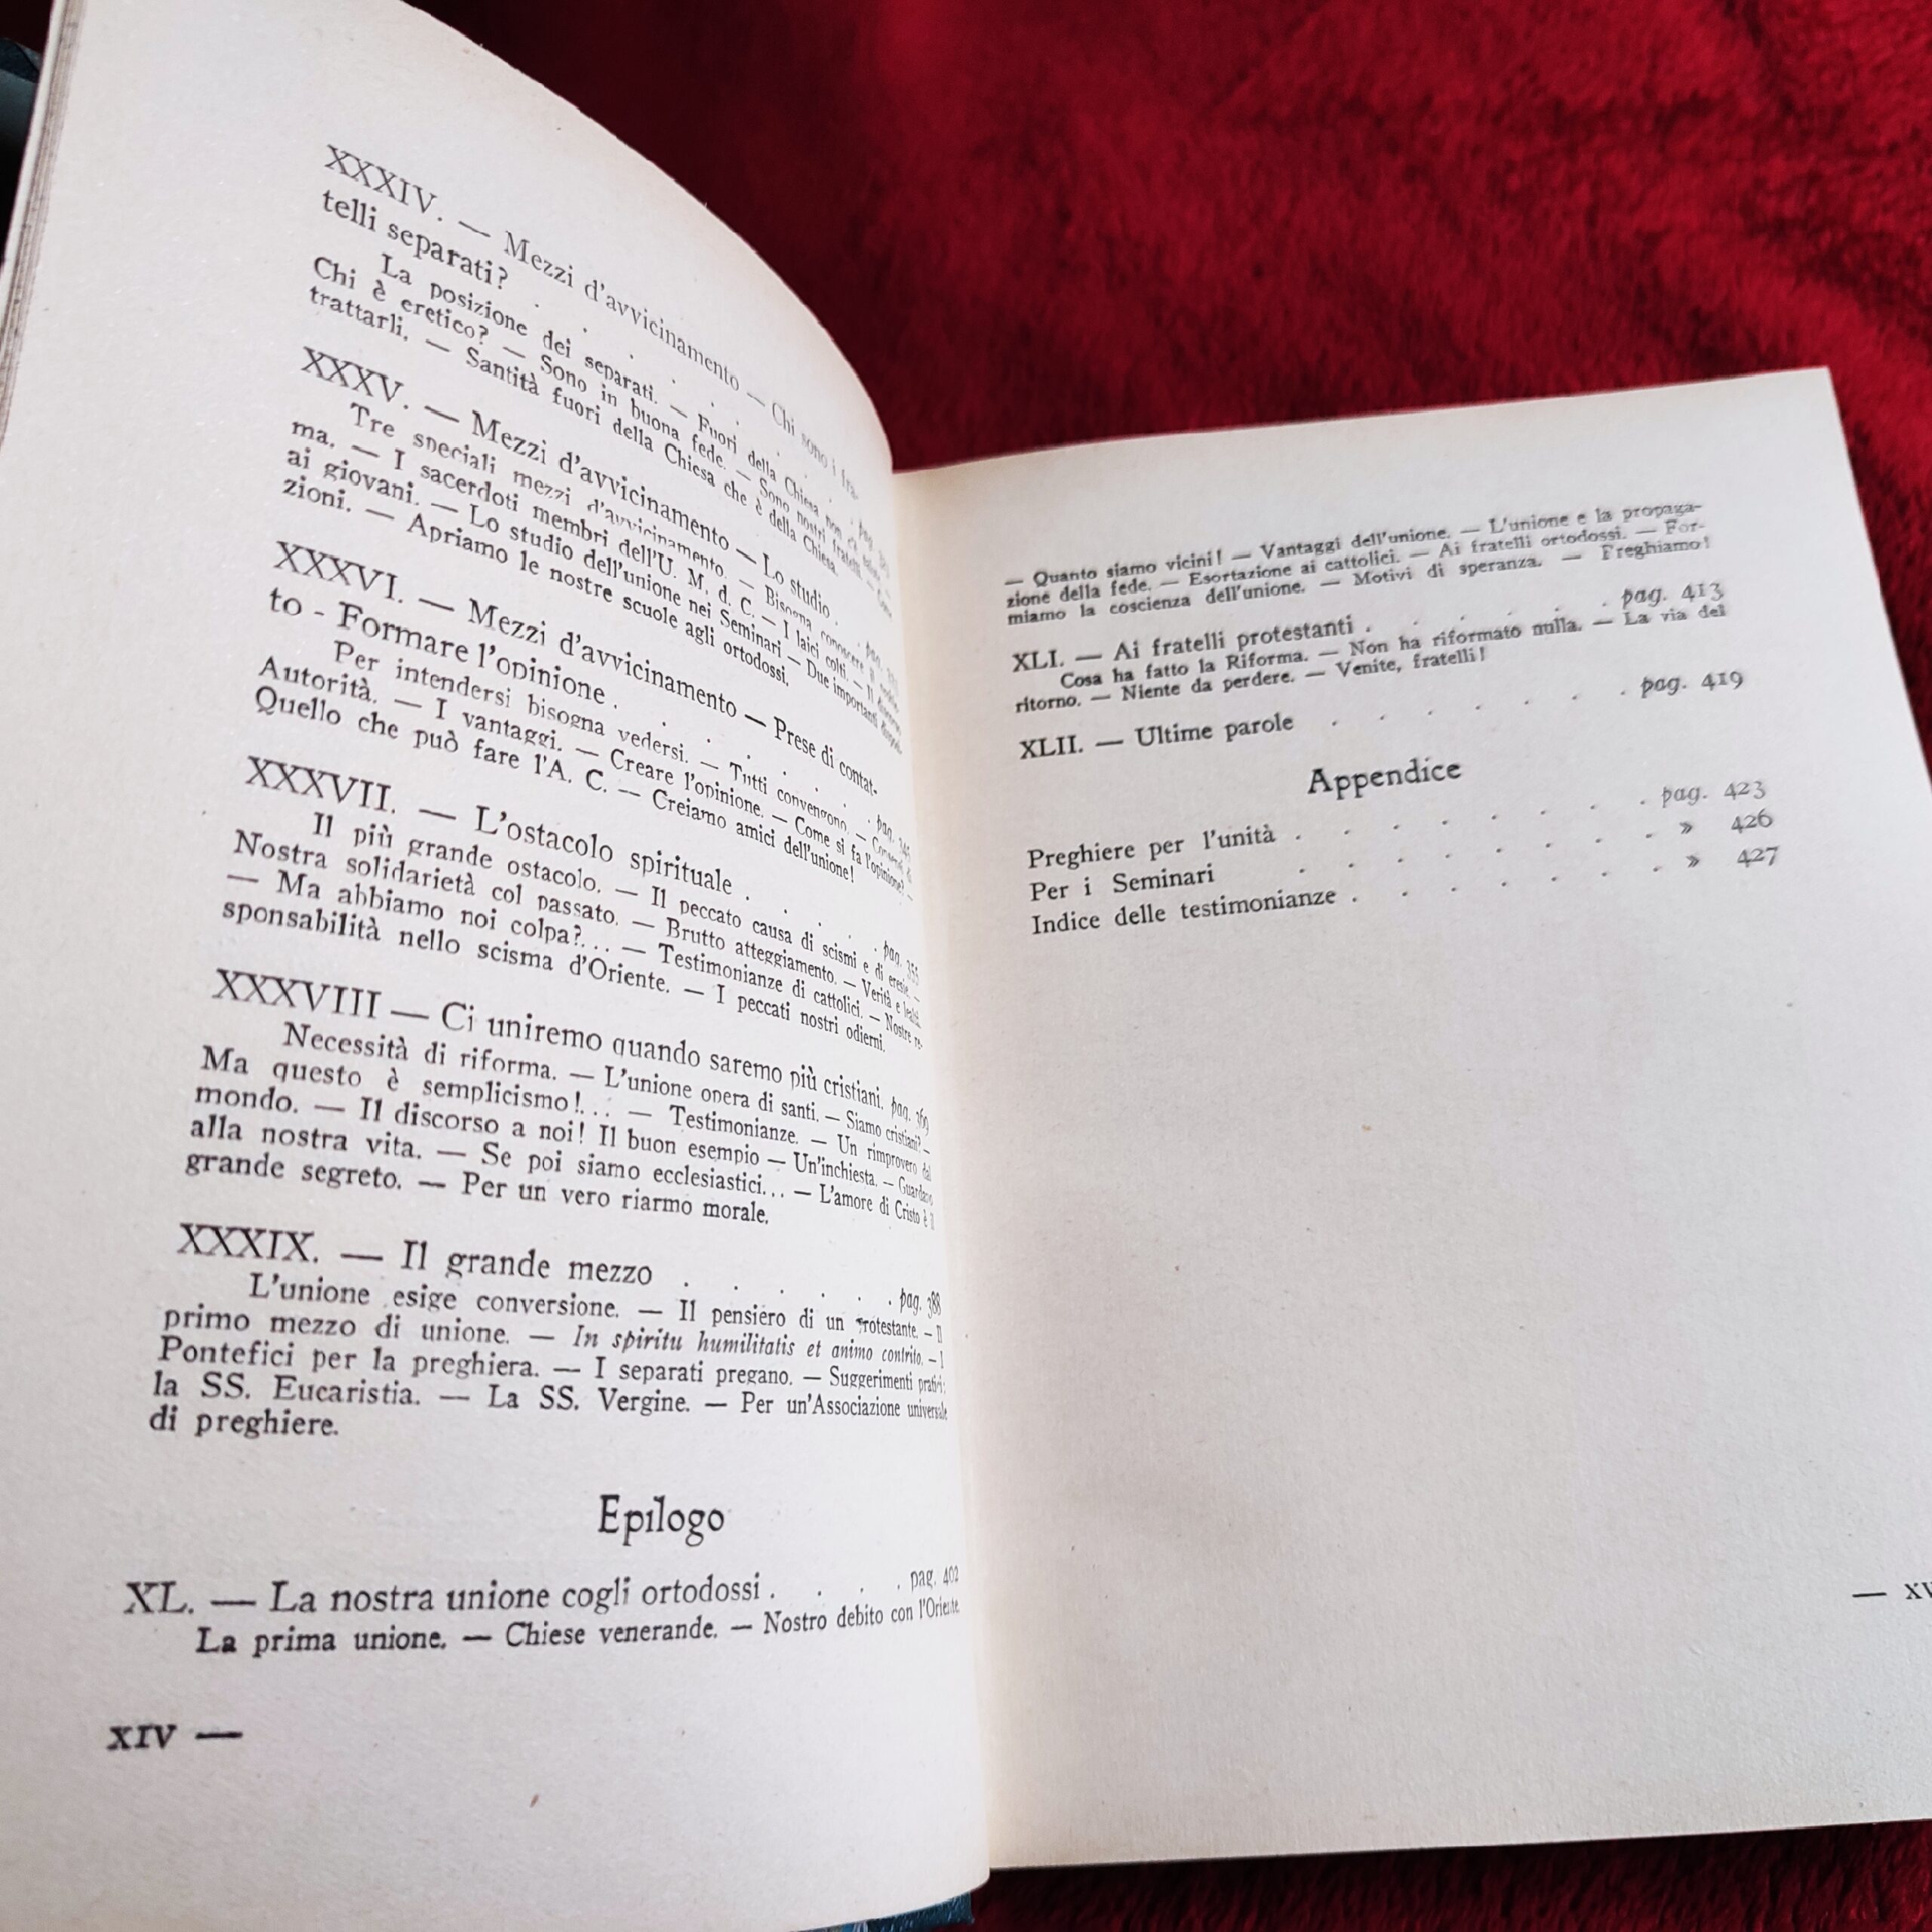 XXXIV. — Mezzi d'avvicinamento — Chi sono i fra-
telli separati? . . . . . . . pag.
La posizione dei separati. — Fuori della Chiesa non
Chi è eretico? — Sono in buona fede. — Sono nostri fratelli.
trattarli. — Santità fuori della Chiesa che è della Chiesa.
XXXV. — Mezzi d'avvicinamento — Lo studio . . pag.
Tre speciali mezzi d'avvicinamento. — Bisogna conoscere il
ma. — I sacerdoti membri dell'U. M. d. C. — I laici colti. — Il
ai giovani. — Lo studio dell'unione nei Seminari — Due importanti
zioni. — Apriamo le nostre scuole agli ortodossi.
XXXVI. — Mezzi d'avvicinamento — Prese di contat-
to - Formare l'opinione . . . . . . pag.
Per intendersi bisogna vedersi. — Tutti convengono. —
Autorità. — I vantaggi. — Creare l'opinione. — Come si fa l'opinione? —
Quello che può fare l'A. C. — Creiamo amici dell'unione!
XXXVII. — L'ostacolo spirituale . . . . pag. 355
Il più grande ostacolo. — Il peccato causa di scismi e di eresie. —
Nostra solidarietà col passato. — Brutto atteggiamento. — Verità e lealtà.
— Ma abbiamo noi colpa?... — Testimonianze di cattolici. — Nostre re-
sponsabilità nello scisma d'Oriente. — I peccati nostri odierni.
XXXVIII — Ci uniremo quando saremo più cristiani. pag. 369
Necessità di riforma. — L'unione opera di santi. — Siamo cristiani? —
Ma questo è semplicismo!... — Testimonianze. — Un rimprovero dal
mondo. — Il discorso a noi! Il buon esempio — Un'inchiesta. — Guardano
alla nostra vita. — Se poi siamo ecclesiastici... — L'amore di Cristo è il
grande segreto. — Per un vero riarmo morale.
XXXIX. — Il grande mezzo . . . . . . pag. 388
L'unione esige conversione. — Il pensiero di un Protestante. — Il
primo mezzo di unione. — In spiritu humilitatis et animo contrito. — I
Pontefici per la preghiera. — I separati pregano. — Suggerimenti pratici:
la SS. Eucaristia. — La SS. Vergine. — Per un'Associazione universale
di preghiere.
Epilogo
XL. — La nostra unione cogli ortodossi . . . . pag. 402
La prima unione. — Chiese venerande. — Nostro debito con l'Oriente.
XIV —
— Quanto siamo vicini! — Vantaggi dell'unione. — L'unione e la propaga-
zione della fede. — Esortazione ai cattolici. — Ai fratelli ortodossi. — For-
miamo la coscienza dell'unione. — Motivi di speranza. — Preghiamo!
XLI. — Ai fratelli protestanti . . . . . . pag. 413
Cosa ha fatto la Riforma. — Non ha riformato nulla. — La via del
ritorno. — Niente da perdere. — Venite, fratelli!
XLII. — Ultime parole . . . . . . . pag. 419
Appendice
Preghiere per l'unità . . . . . . . . pag. 423
Per i Seminari . . . . . . . . » 426
Indice delle testimonianze . . . . . . . » 427